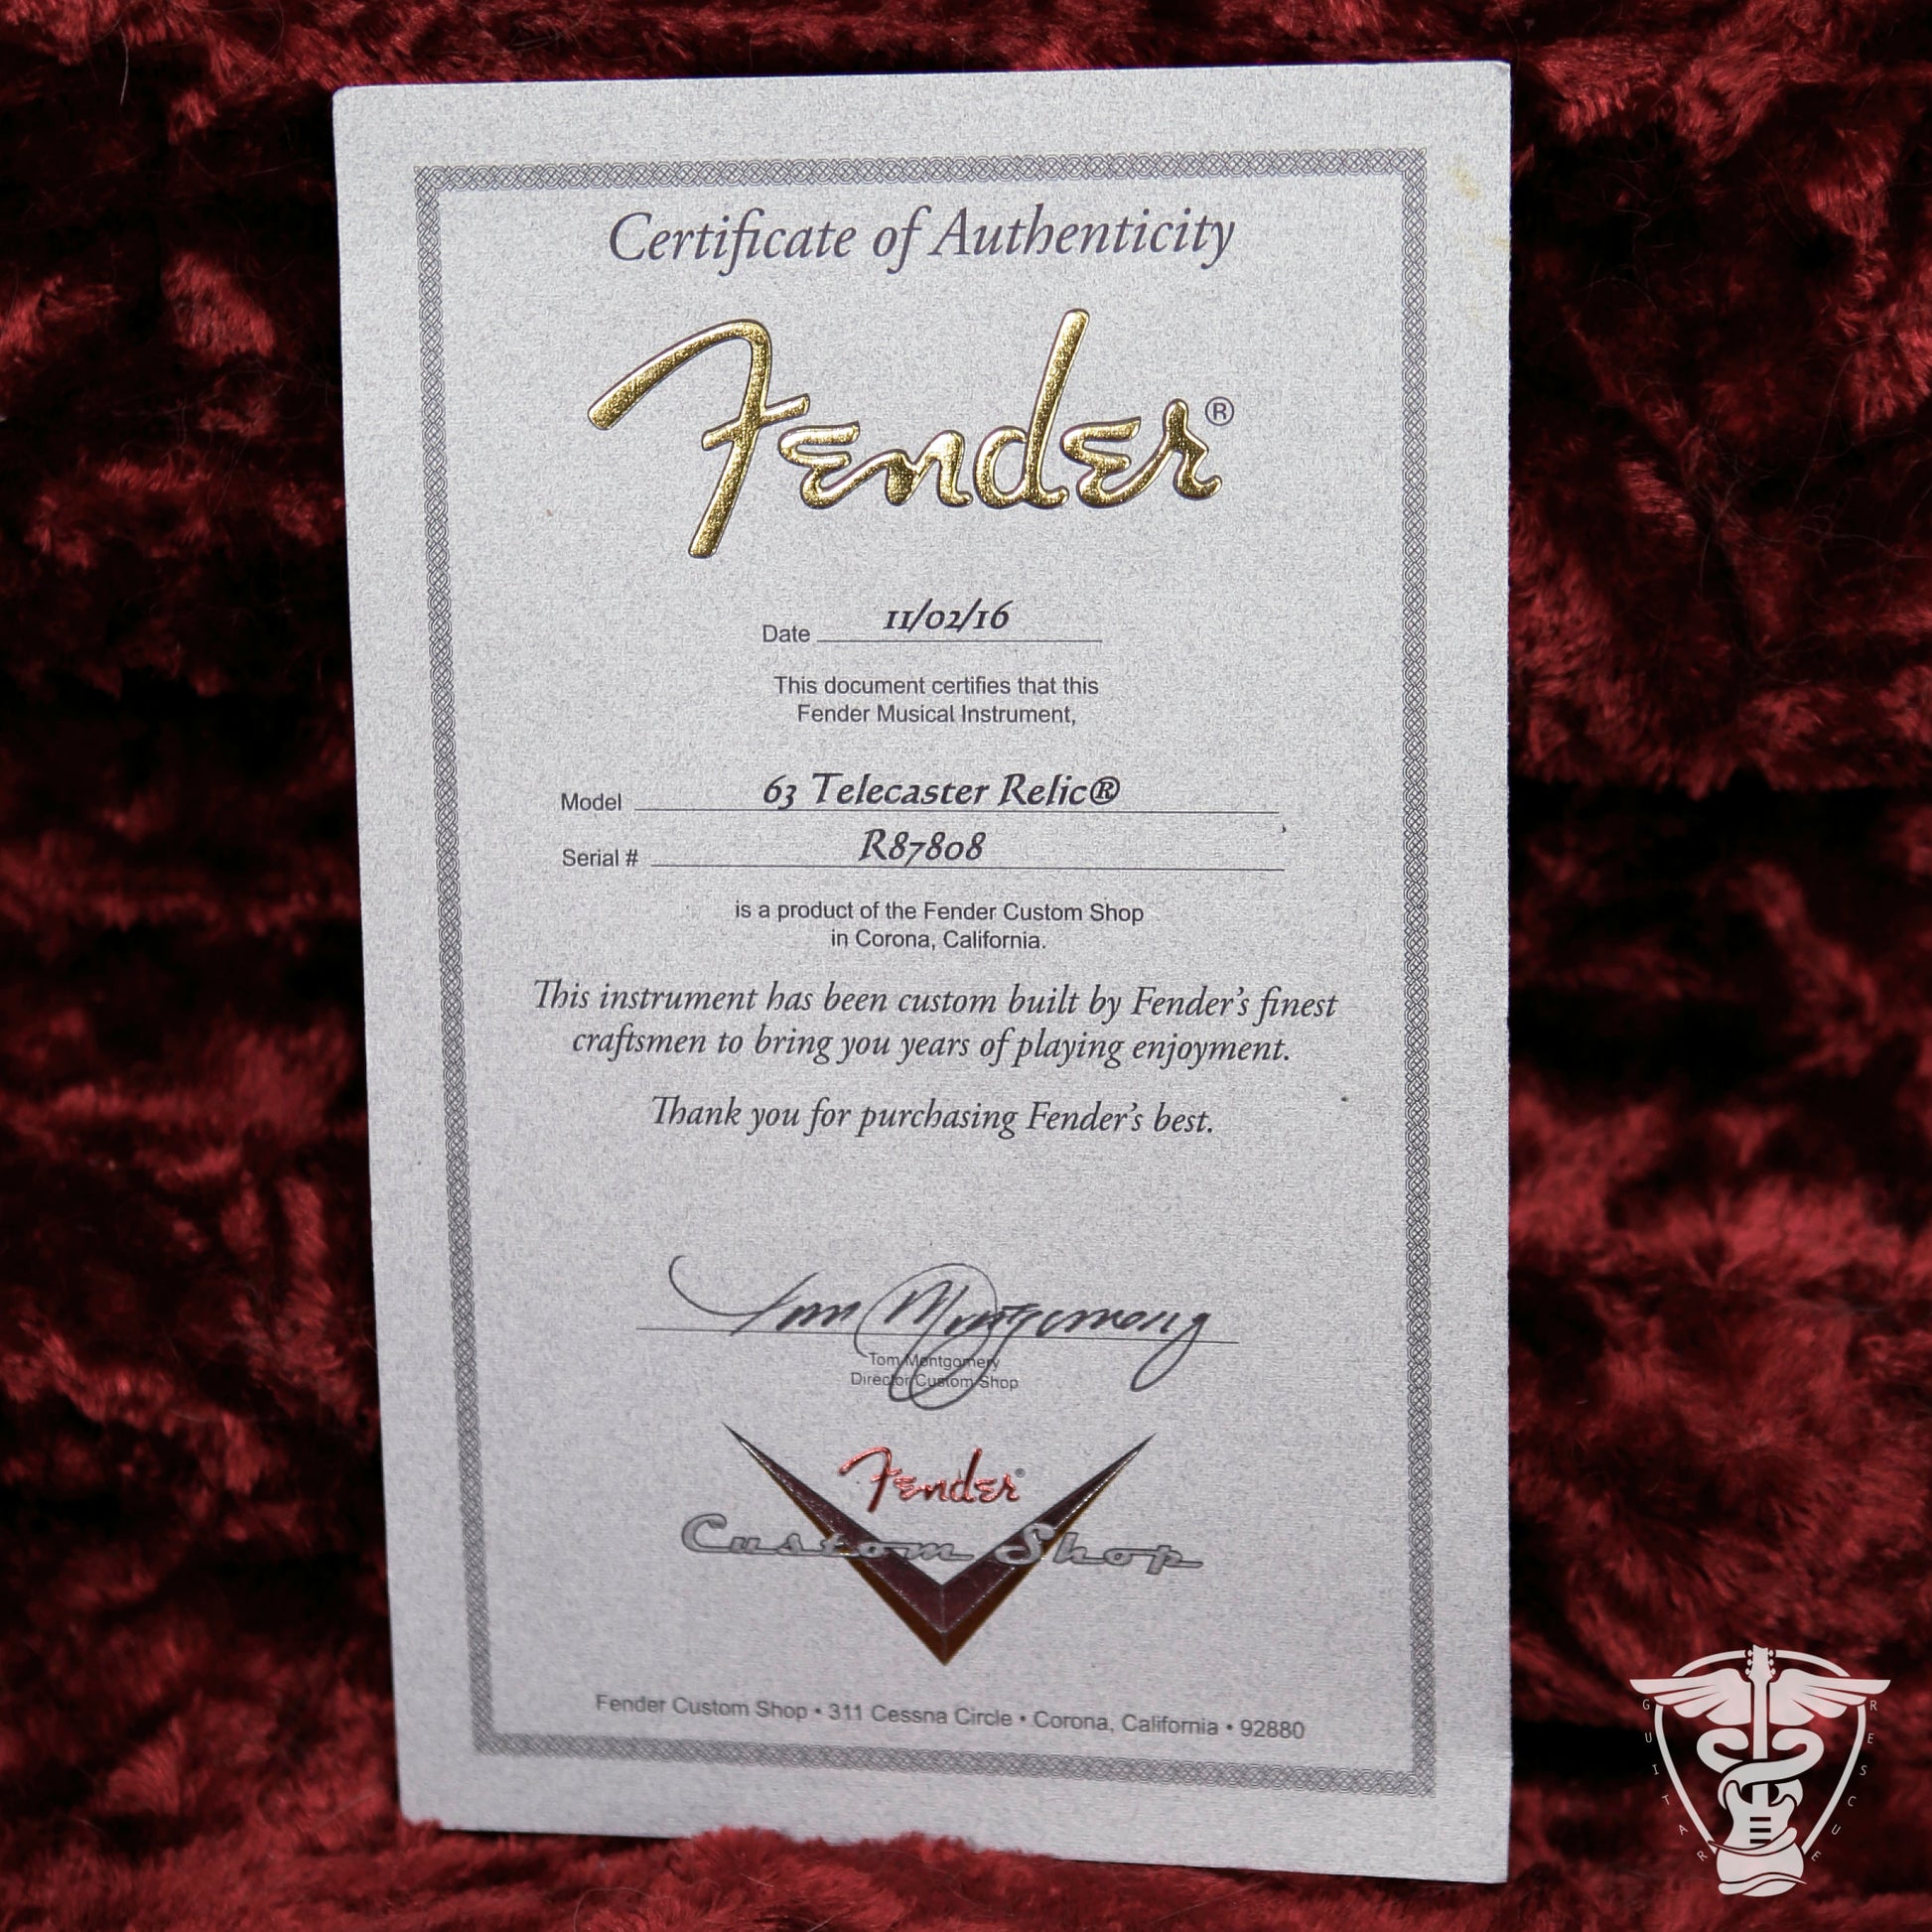 Certificate of Authenticity
Fender®
Date 11/02/16
This document certifies that this
Fender Musical Instrument,
Model 63 Telecaster Relic®
Serial # R87808
is a product of the Fender Custom Shop
in Corona, California.
This instrument has been custom built by Fender's finest
craftsmen to bring you years of playing enjoyment.
Thank you for purchasing Fender's best.
Tom Montgomery
Tom Montgomery
Director Custom Shop
Fender®
Custom Shop
Fender Custom Shop • 311 Cessna Circle • Corona, California • 92880
GUITAR RESCUE